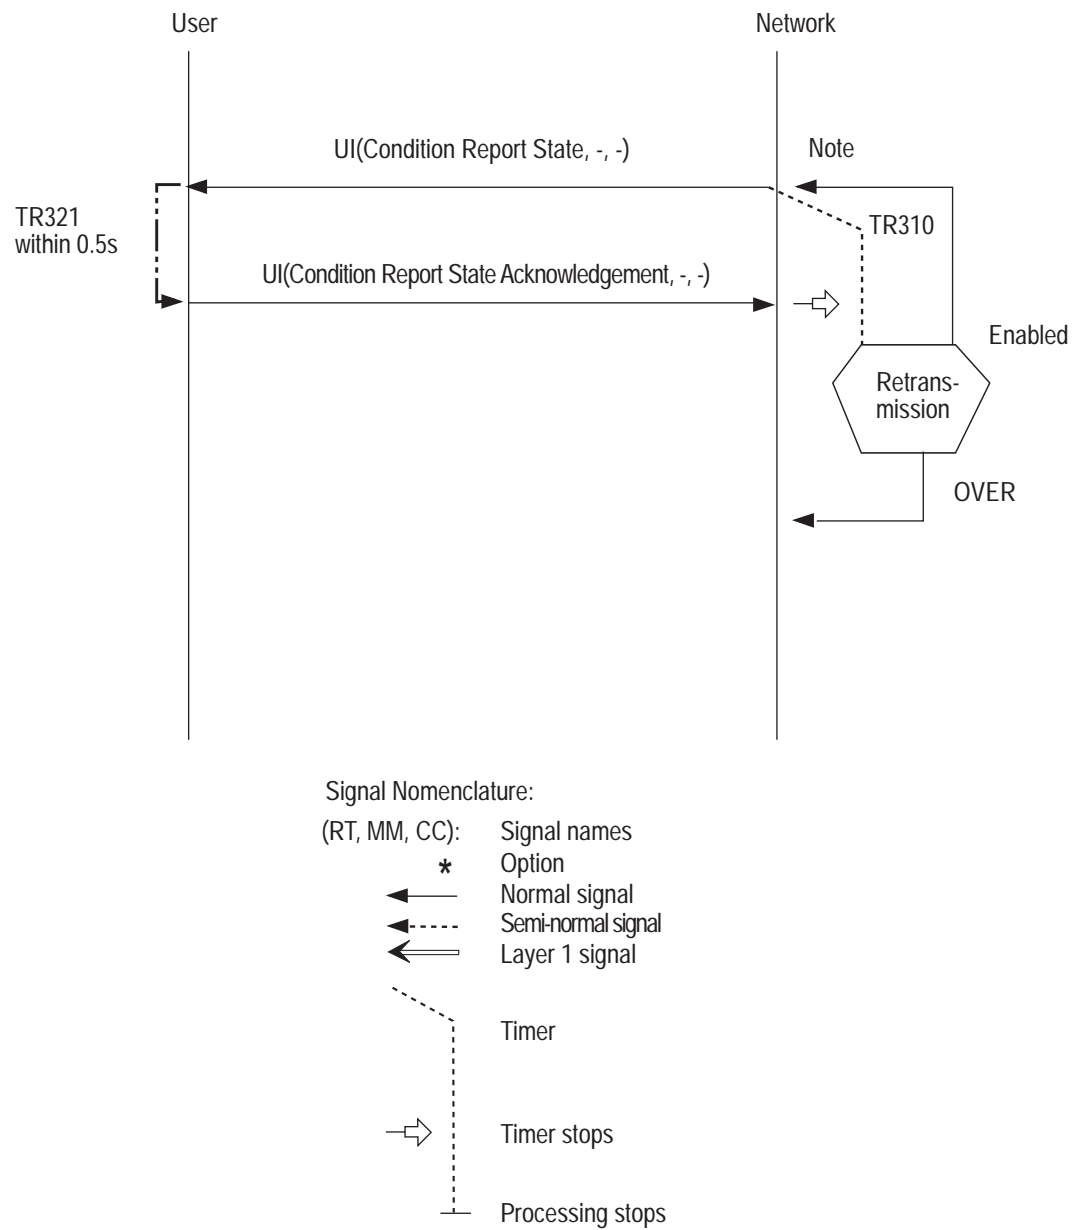 User
Network
UI(Condition Report State, -, -)
Note
TR321
within 0.5s
TR310
UI(Condition Report State Acknowledgement, -, -)
Enabled
Retrans-
mission
OVER
Signal Nomenclature:
(RT, MM, CC): Signal names
* Option
Normal signal
Semi-normal signal
Layer 1 signal
Timer
Timer stops
Processing stops